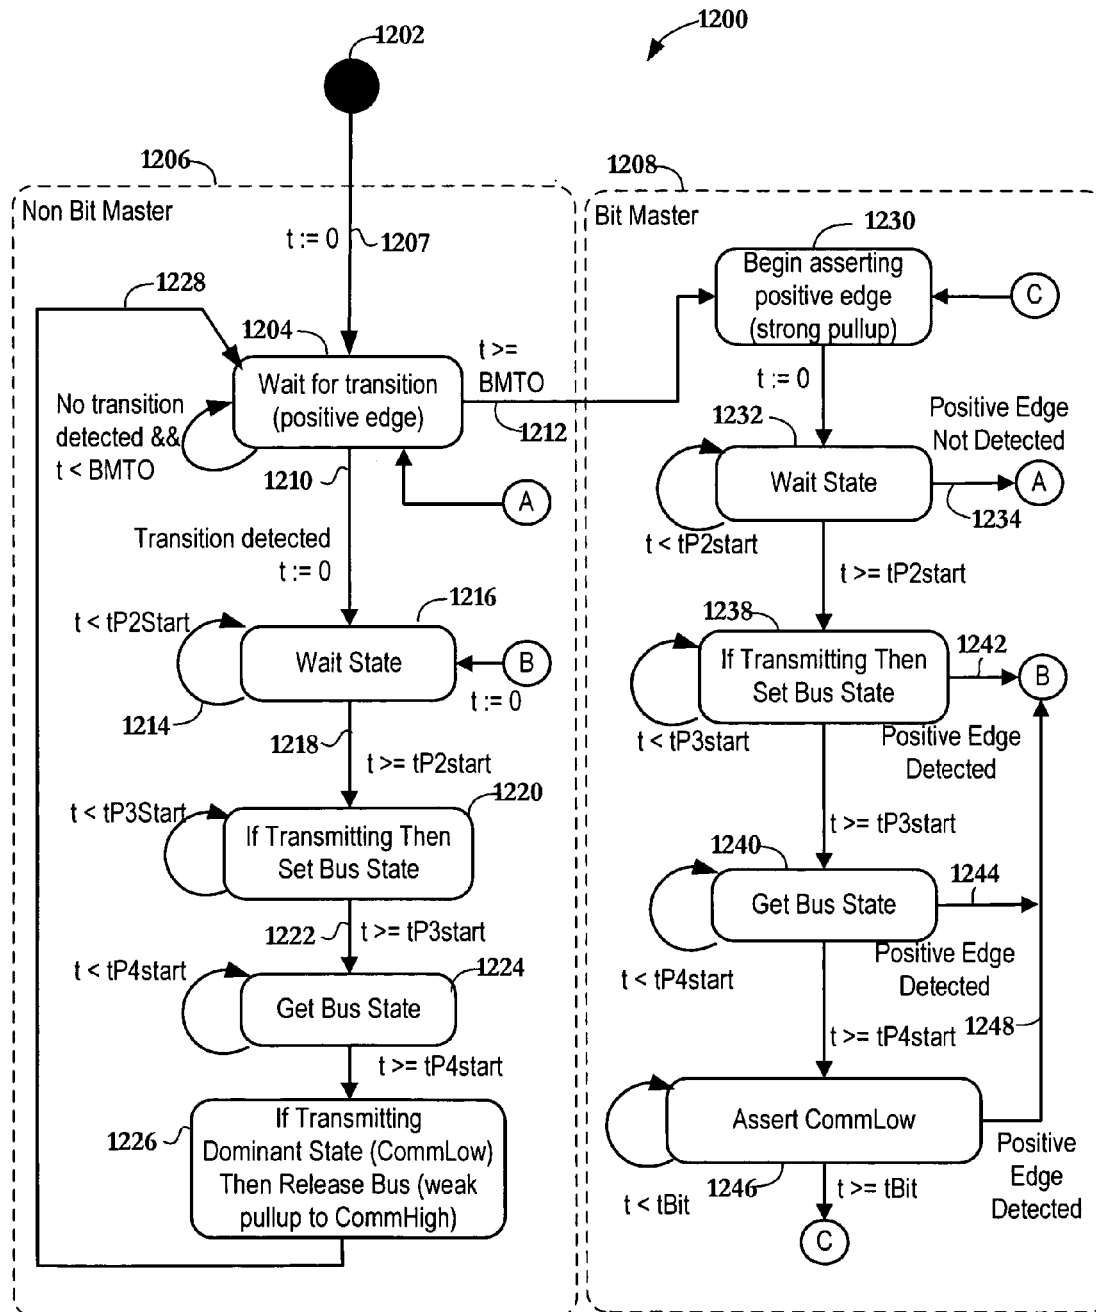 1202
1200
1206
Non Bit Master
t := 0
1207
1228
1204
Wait for transition
(positive edge)
t >=
BMTO
1212
No transition
detected &&
t < BMTO
1210
A
Transition detected
t := 0
1216
t < tP2Start
Wait State
B
t := 0
1214
1218
t >= tP2start
1220
t < tP3Start
If Transmitting Then
Set Bus State
1222
t >= tP3start
1224
t < tP4start
Get Bus State
t >= tP4start
1226
If Transmitting
Dominant State (CommLow)
Then Release Bus (weak
pullup to CommHigh)
1208
Bit Master
1230
Begin asserting
positive edge
(strong pullup)
C
t := 0
1232
Positive Edge
Not Detected
Wait State
A
1234
t < tP2start
t >= tP2start
1238
If Transmitting Then
Set Bus State
1242
B
t < tP3start
Positive Edge
Detected
t >= tP3start
1240
1244
Get Bus State
t < tP4start
Positive Edge
Detected
t >= tP4start
1248
Assert CommLow
t < tBit
1246
t >= tBit
Positive
Edge
Detected
C